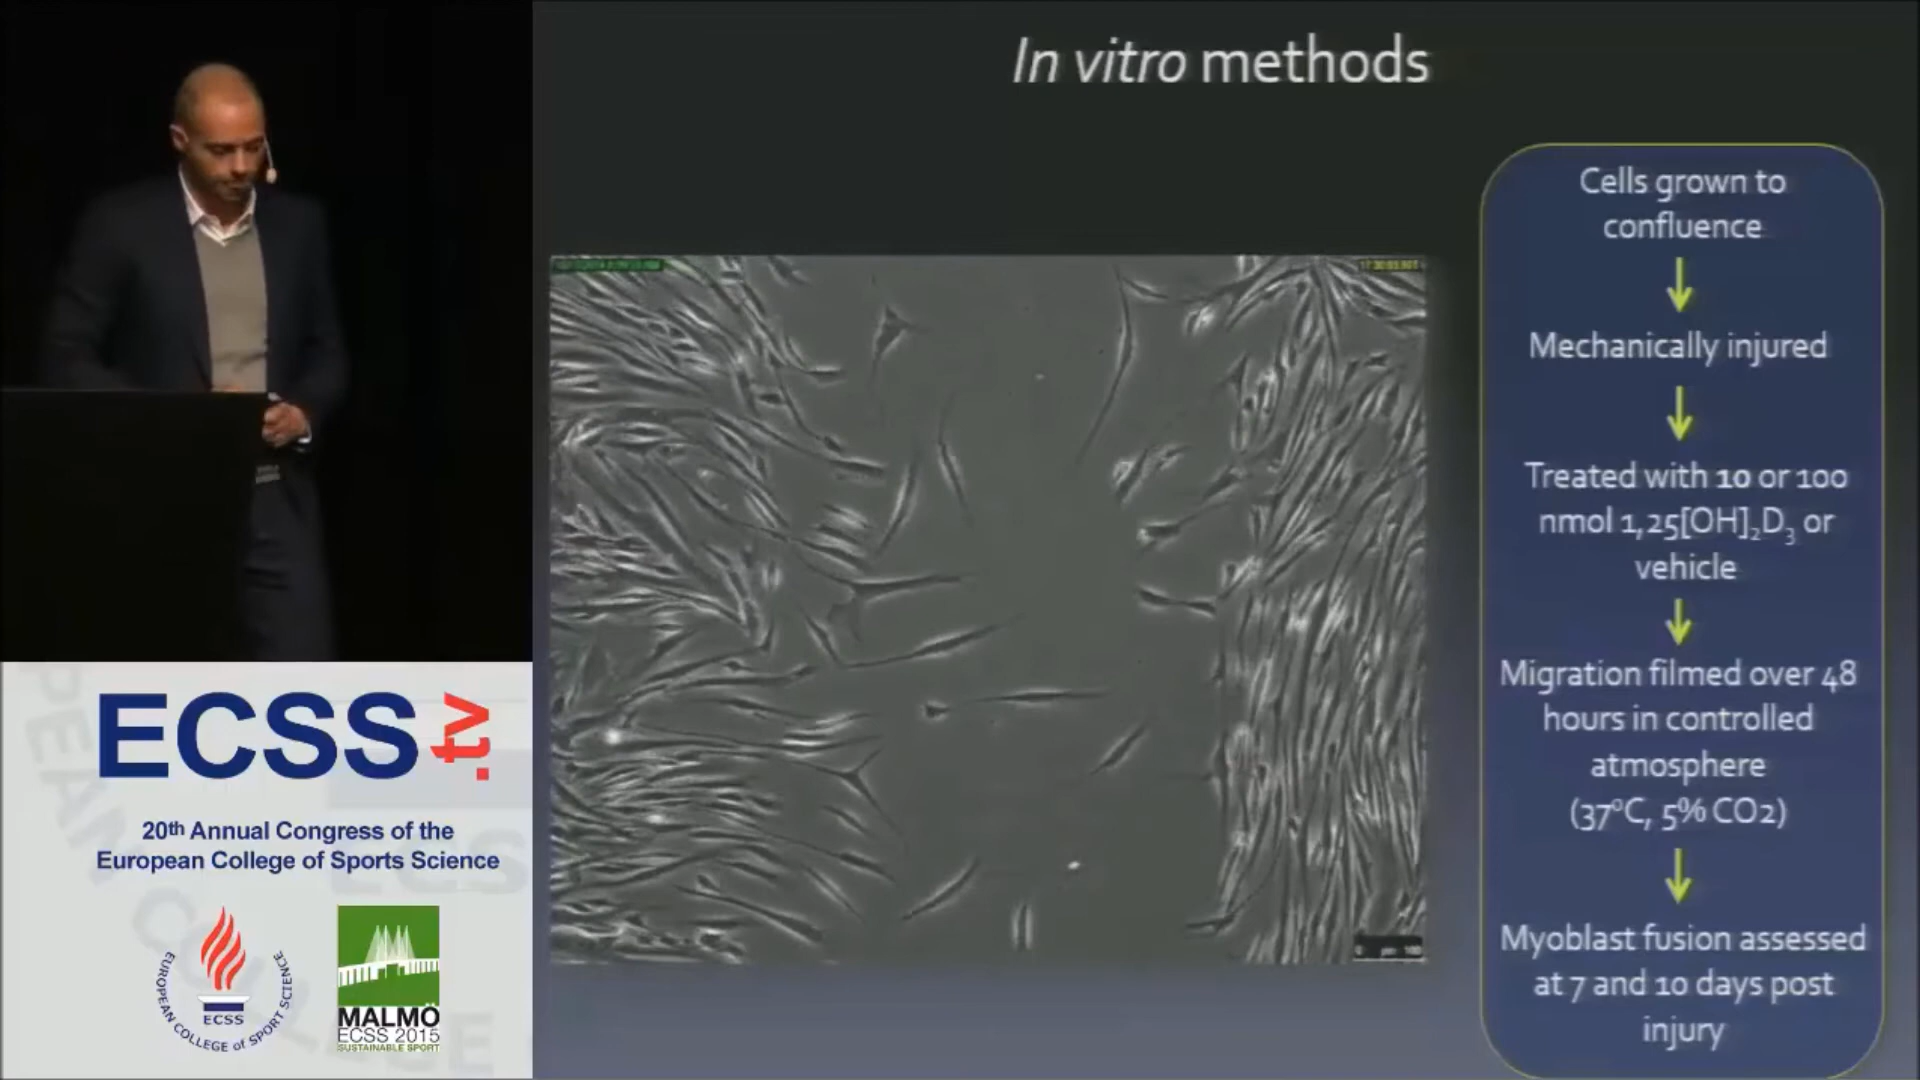 In vitro methods
Cells grown to
confluence
Mechanically injured
Treated with 10 or 100
nmol 1,25[OH]2D3 or
vehicle
Migration filmed over 48
hours in controlled
atmosphere
(37ºC, 5% CO2)
Myoblast fusion assessed
at 7 and 10 days post
injury
ECSS.tv
20th Annual Congress of the
European College of Sports Science
EUROPEAN COLLEGE of SPORT SCIENCE
ECSS
MALMÖ
ECSS 2015
SUSTAINABLE SPORT